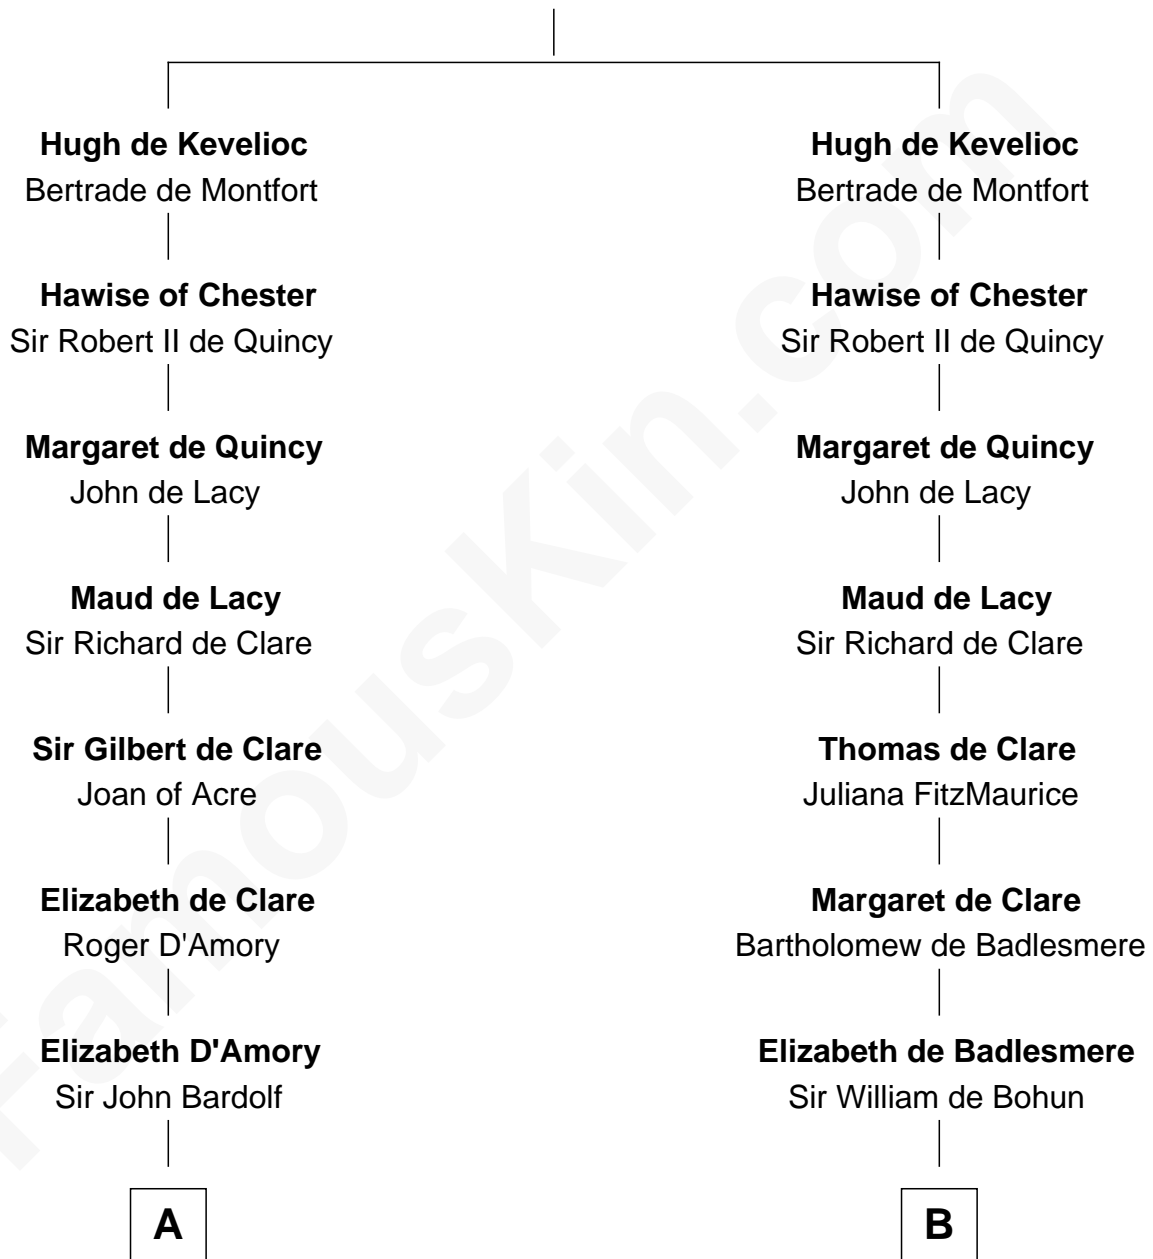 Hugh de Kevelioc
Bertrade de Montfort
Hawise of Chester
Sir Robert II de Quincy
Margaret de Quincy
John de Lacy
Maud de Lacy
Sir Richard de Clare
Sir Gilbert de Clare
Joan of Acre
Elizabeth de Clare
Roger D'Amory
Elizabeth D'Amory
Sir John Bardolf
A
Hugh de Kevelioc
Bertrade de Montfort
Hawise of Chester
Sir Robert II de Quincy
Margaret de Quincy
John de Lacy
Maud de Lacy
Sir Richard de Clare
Thomas de Clare
Juliana FitzMaurice
Margaret de Clare
Bartholomew de Badlesmere
Elizabeth de Badlesmere
Sir William de Bohun
B
FamousKin.com